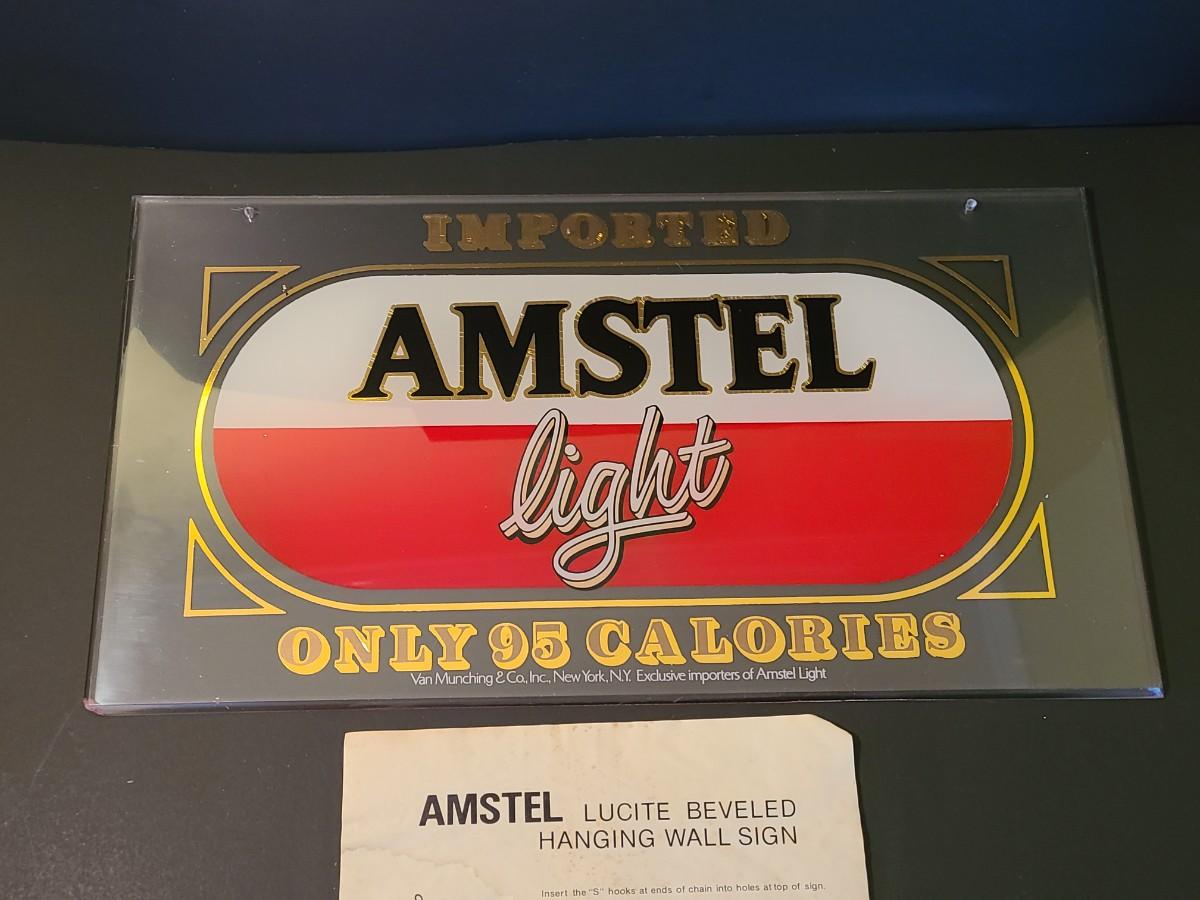 IMPORTED
AMSTEL
light
ONLY 95 CALORIES
Van Munching & Co., Inc., New York, N.Y. Exclusive importers of Amstel Light
AMSTEL LUCITE BEVELED
HANGING WALL SIGN
Insert the "S" hooks at ends of chain into holes at top of sign.